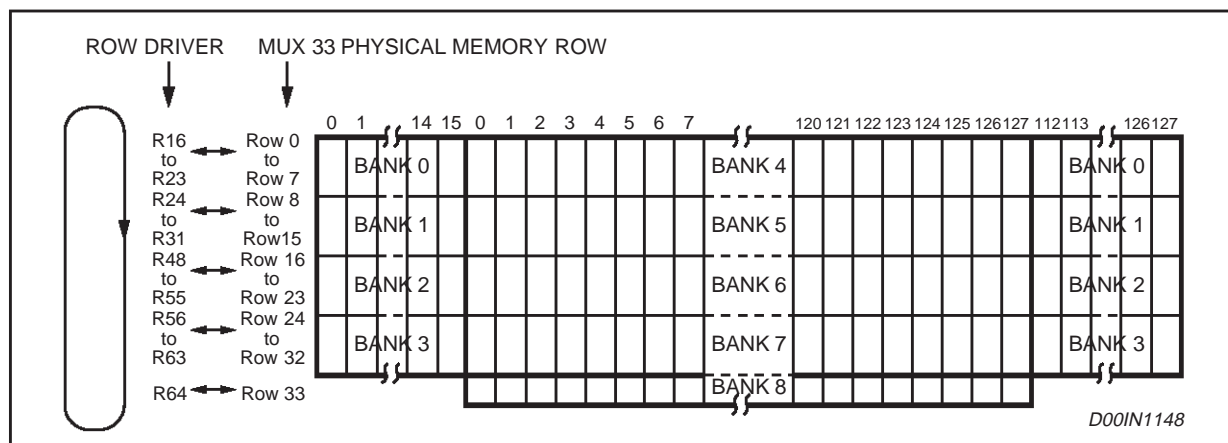 ROW DRIVER MUX 33 PHYSICAL MEMORY ROW
0 1 14 15 0 1 2 3 4 5 6 7 120 121 122 123 124 125 126 127 112 113 126 127
R16 to R23 Row 0 to Row 7 BANK 0 BANK 4 BANK 0
R24 to R31 Row 8 to Row15 BANK 1 BANK 5 BANK 1
R48 to R55 Row 16 to Row 23 BANK 2 BANK 6 BANK 2
R56 to R63 Row 24 to Row 32 BANK 3 BANK 7 BANK 3
R64 Row 33 BANK 8
D00IN1148